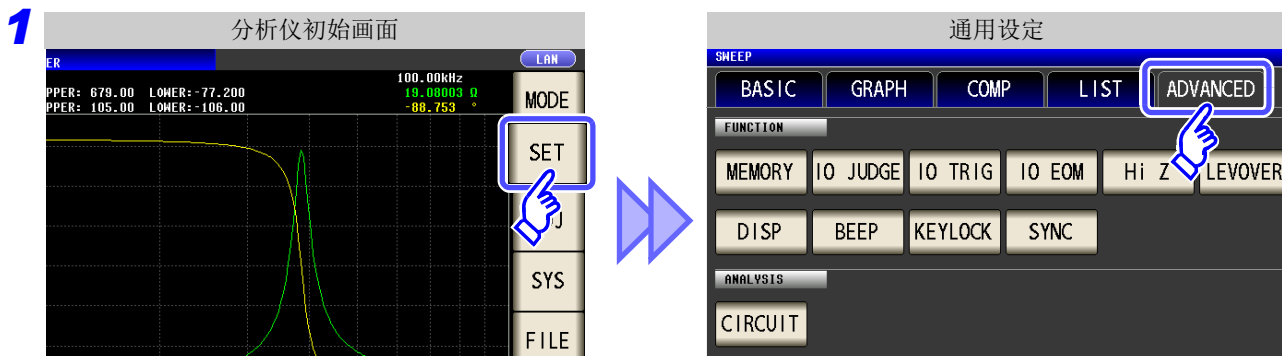 1
分析仪初始画面
ER
LAN
PPER: 679.00 LOWER:-77.200
PPER: 105.00 LOWER:-106.00
100.00kHz
19.08003 Ω
-88.753 °
MODE
SET
J
SYS
FILE
通用设定
SWEEP
BASIC GRAPH COMP LIST ADVANCED
FUNCTION
MEMORY IO JUDGE IO TRIG IO EOM Hi Z LEVOVER
DISP BEEP KEYLOCK SYNC
ANALYSIS
CIRCUIT